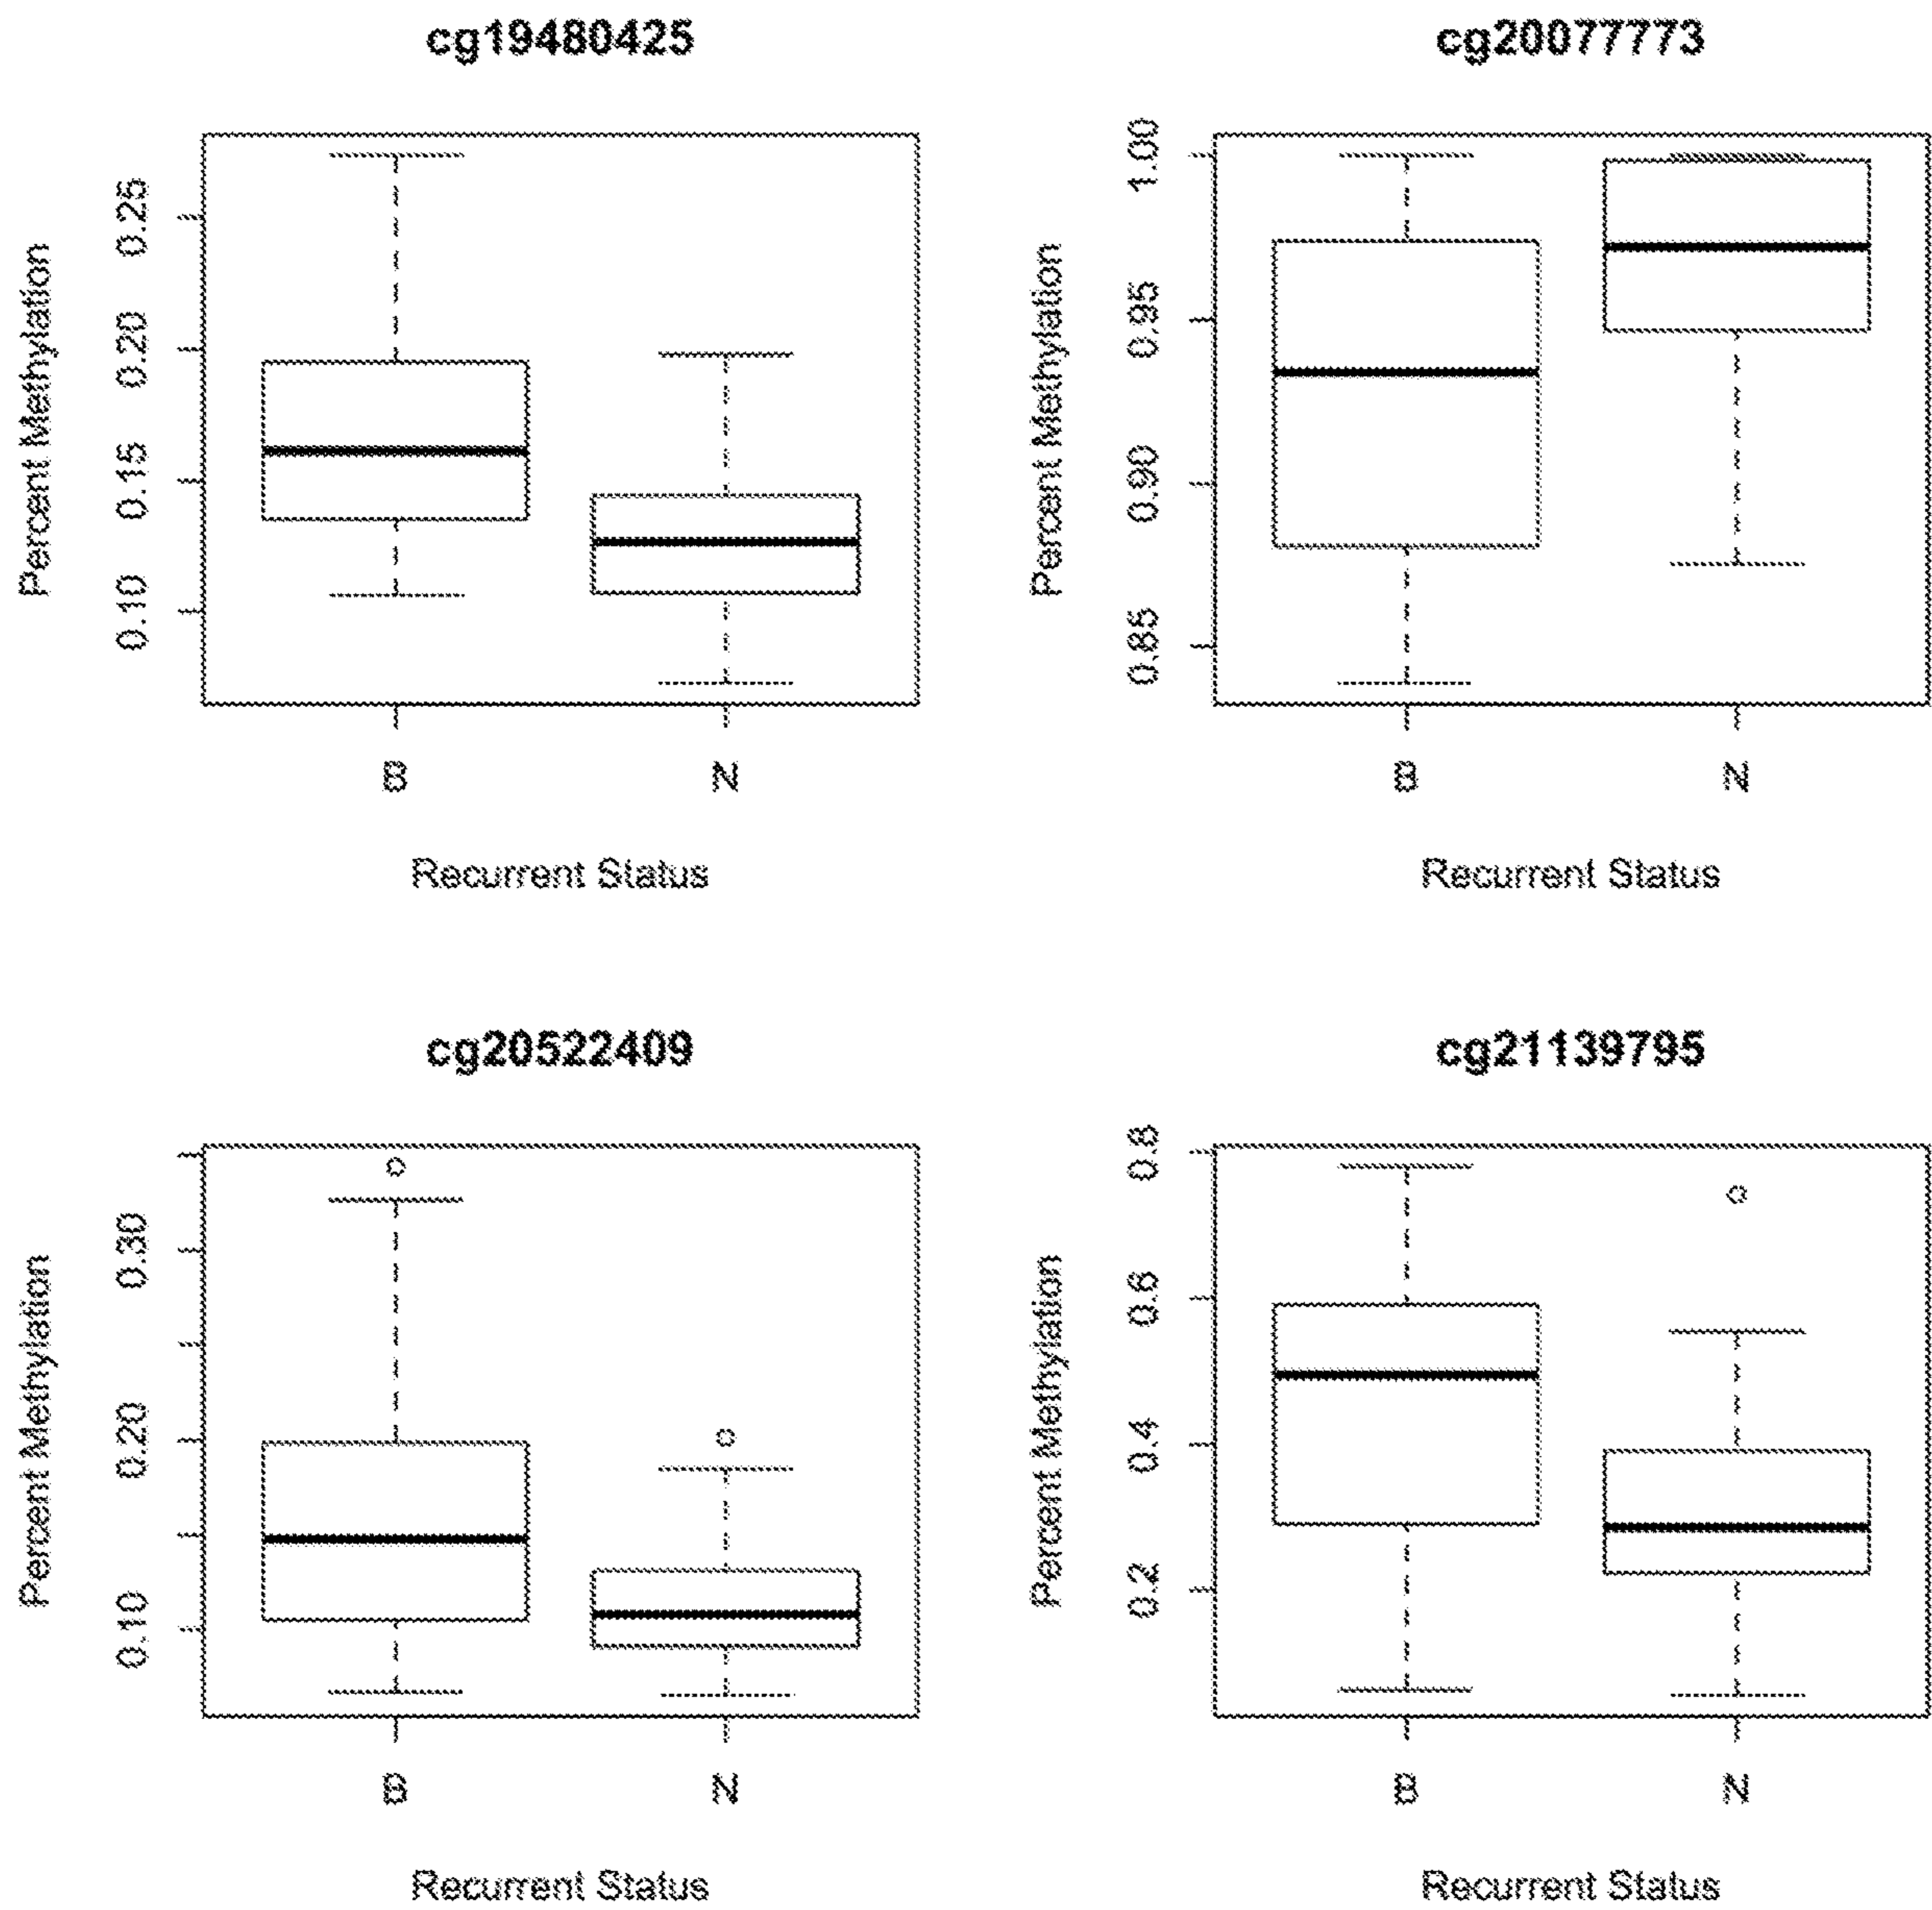 cg19480425
Percent Methylation
0.25
0.20
0.15
0.10
B
N
Recurrent Status
cg20077773
Percent Methylation
1.00
0.95
0.90
0.85
B
N
Recurrent Status
cg20522409
Percent Methylation
0.30
0.20
0.10
B
N
Recurrent Status
cg21139795
Percent Methylation
0.8
0.6
0.4
0.2
B
N
Recurrent Status